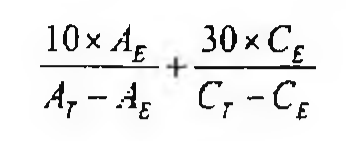 10 × A_E / A_T − A_E + 30 × C_E / C_T − C_E